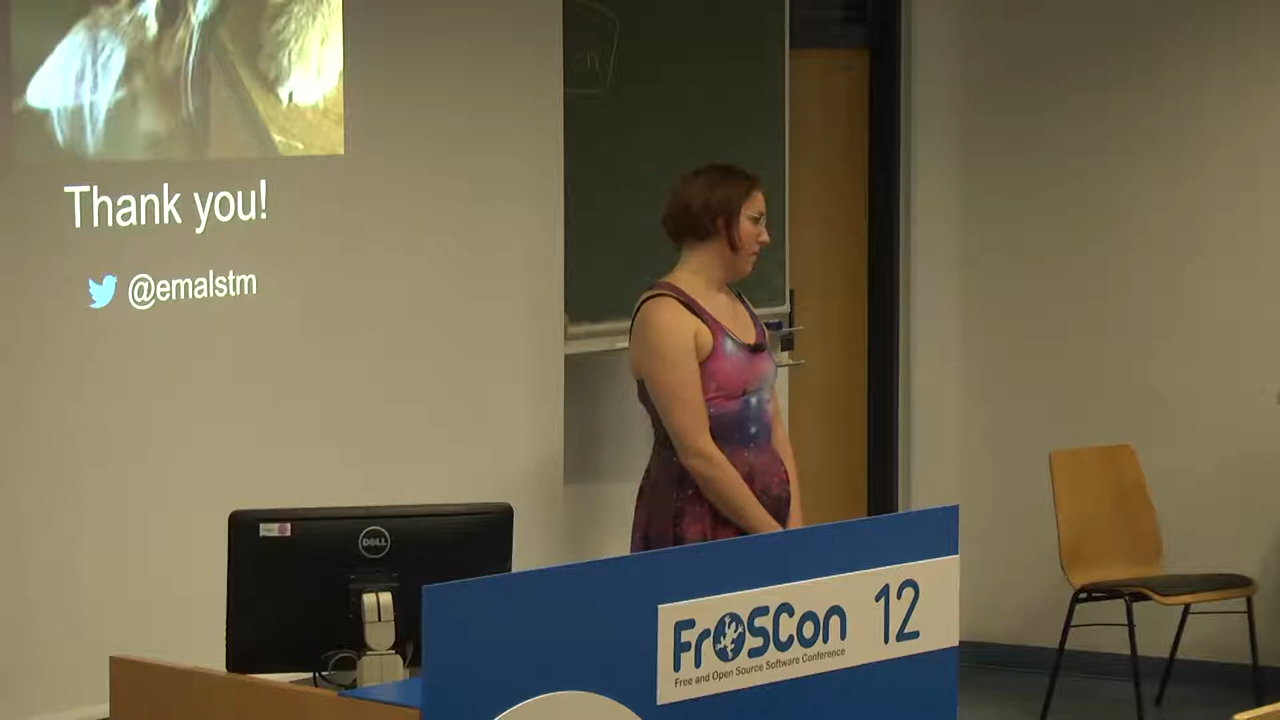 Thank you!
@emalstm
DELL
FrOSCon 12
Free and Open Source Software Conference